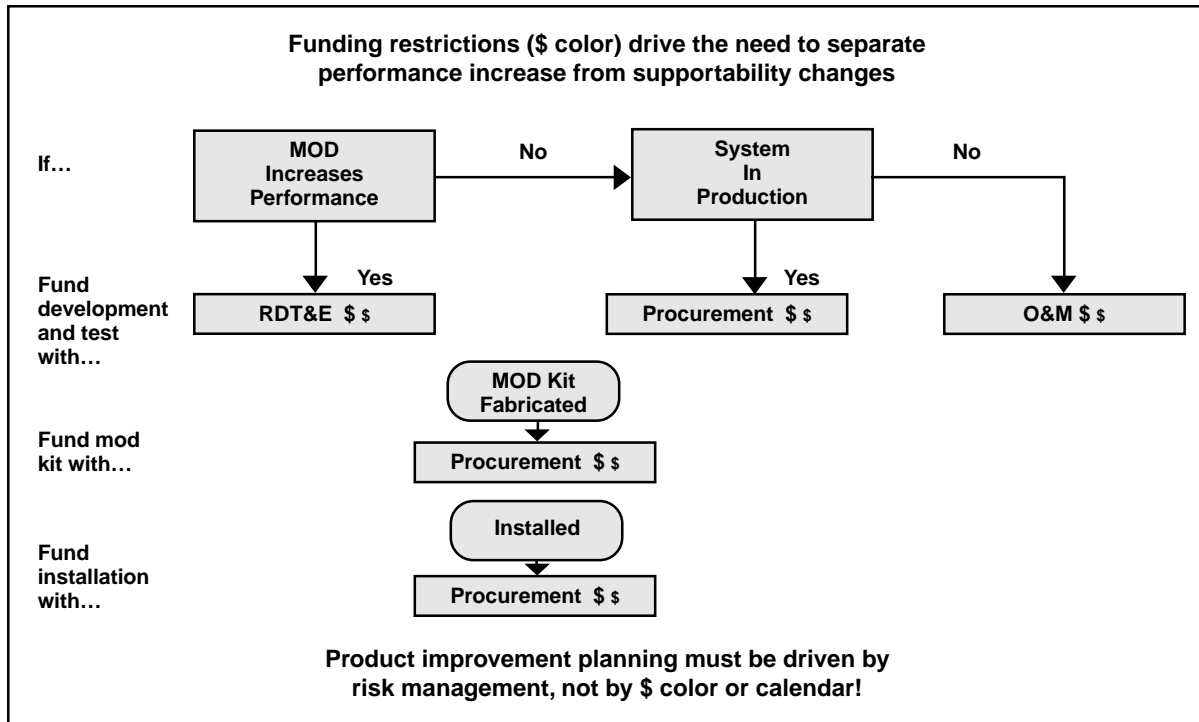 Funding restrictions ($ color) drive the need to separate
performance increase from supportability changes
If…
MOD
Increases
Performance
No
System
In
Production
No
Fund
development
and test
with…
Yes
RDT&E $ $
Yes
Procurement $ $
O&M $ $
MOD Kit
Fabricated
Fund mod
kit with…
Procurement $ $
Installed
Fund
installation
with…
Procurement $ $
Product improvement planning must be driven by
risk management, not by $ color or calendar!